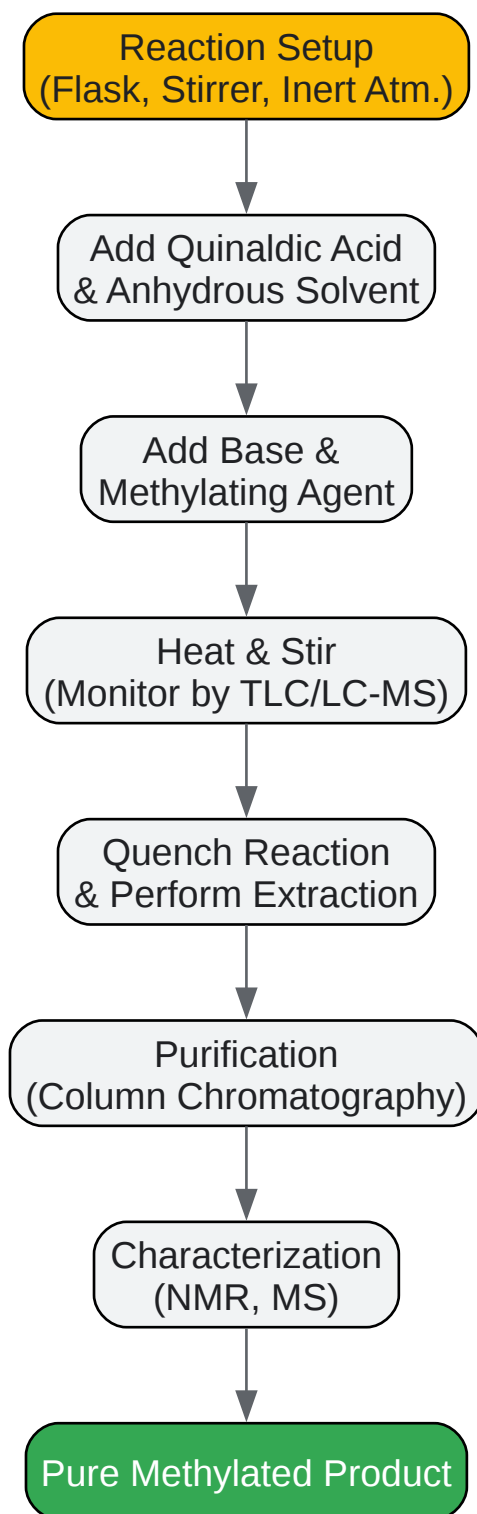 Reaction Setup
(Flask, Stirrer, Inert Atm.)
Add Quinaldic Acid
& Anhydrous Solvent
Add Base &
Methylating Agent
Heat & Stir
(Monitor by TLC/LC-MS)
Quench Reaction
& Perform Extraction
Purification
(Column Chromatography)
Characterization
(NMR, MS)
Pure Methylated Product